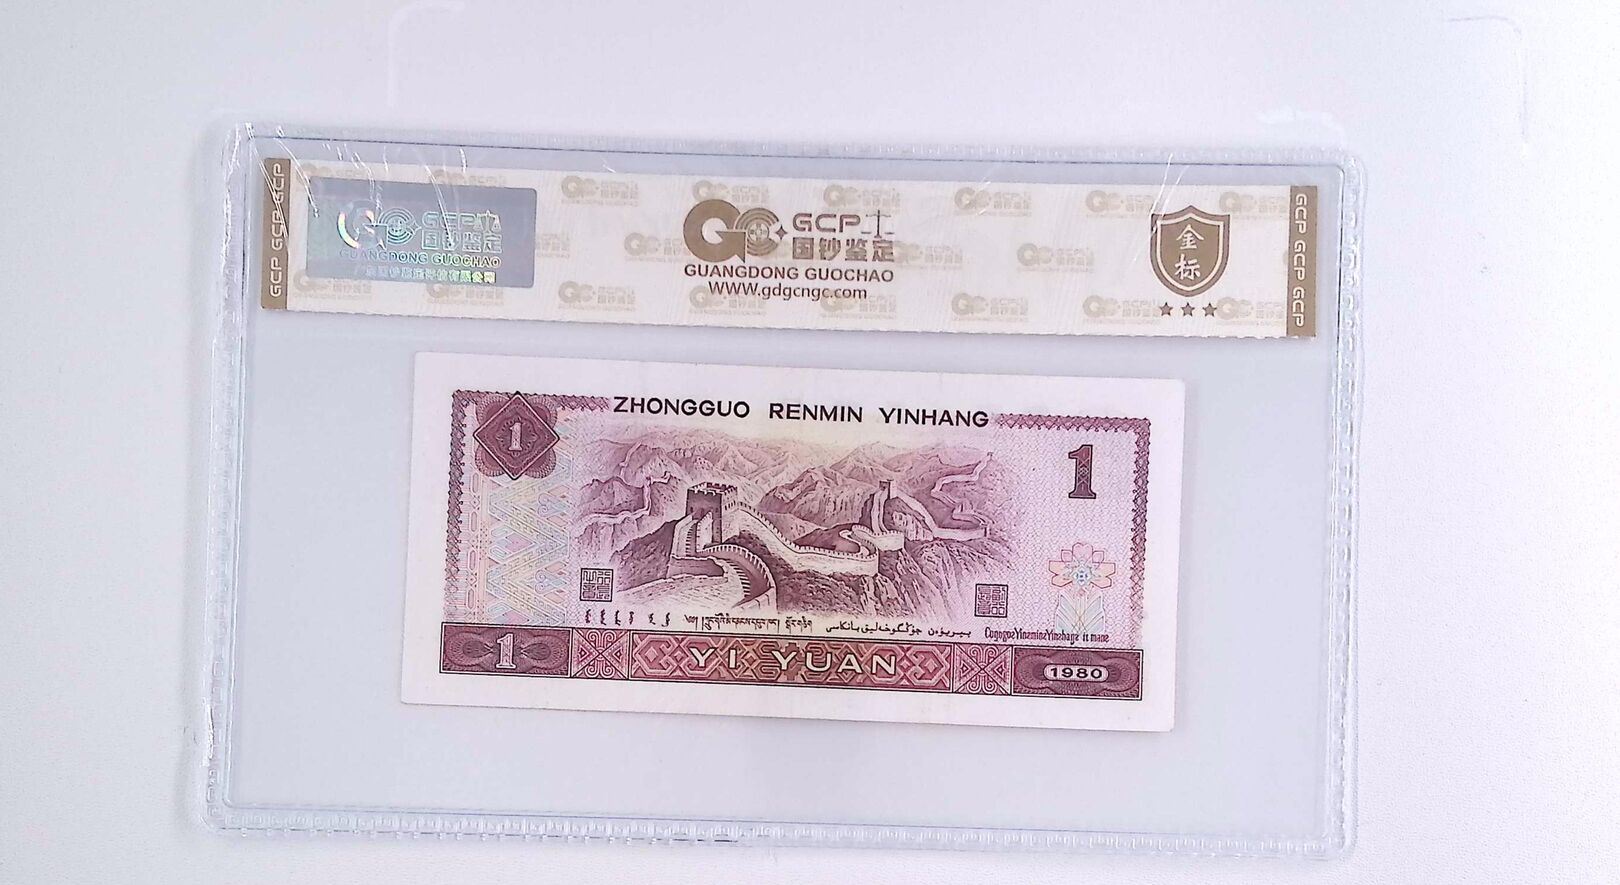 GCP GCP GCP
GCP
国钞鉴定
GUANGDONG GUOCHAO
GCP
国钞鉴定
GUANGDONG GUOCHAO
WWW.gdgcngc.com
金
标
GCP GCP GCP
ZHONGGUO RENMIN YINHANG
1
1
1
YI YUAN
1980